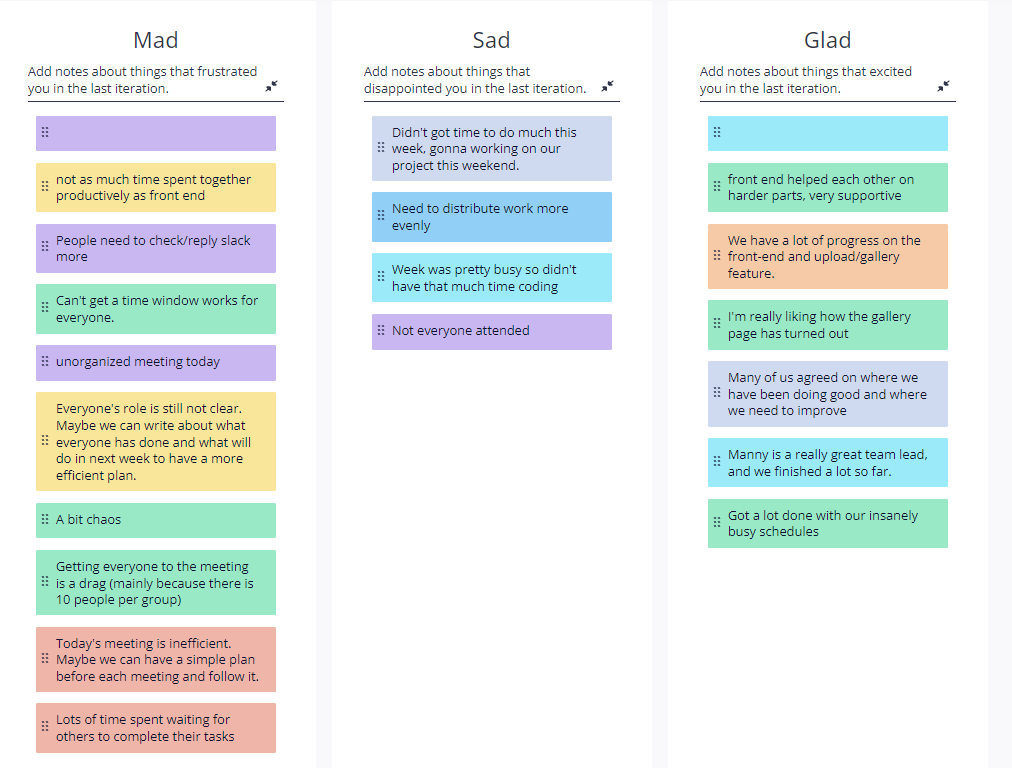 Mad
Add notes about things that frustrated
you in the last iteration.
not as much time spent together
productively as front end
People need to check/reply slack
more
Can't get a time window works for
everyone.
unorganized meeting today
Everyone's role is still not clear.
Maybe we can write about what
everyone has done and what will
do in next week to have a more
efficient plan.
A bit chaos
Getting everyone to the meeting
is a drag (mainly because there is
10 people per group)
Today's meeting is inefficient.
Maybe we can have a simple plan
before each meeting and follow it.
Lots of time spent waiting for
others to complete their tasks
Sad
Add notes about things that
disappointed you in the last iteration.
Didn't got time to do much this
week, gonna working on our
project this weekend.
Need to distribute work more
evenly
Week was pretty busy so didn't
have that much time coding
Not everyone attended
Glad
Add notes about things that excited
you in the last iteration.
front end helped each other on
harder parts, very supportive
We have a lot of progress on the
front-end and upload/gallery
feature.
I'm really liking how the gallery
page has turned out
Many of us agreed on where we
have been doing good and where
we need to improve
Manny is a really great team lead,
and we finished a lot so far.
Got a lot done with our insanely
busy schedules